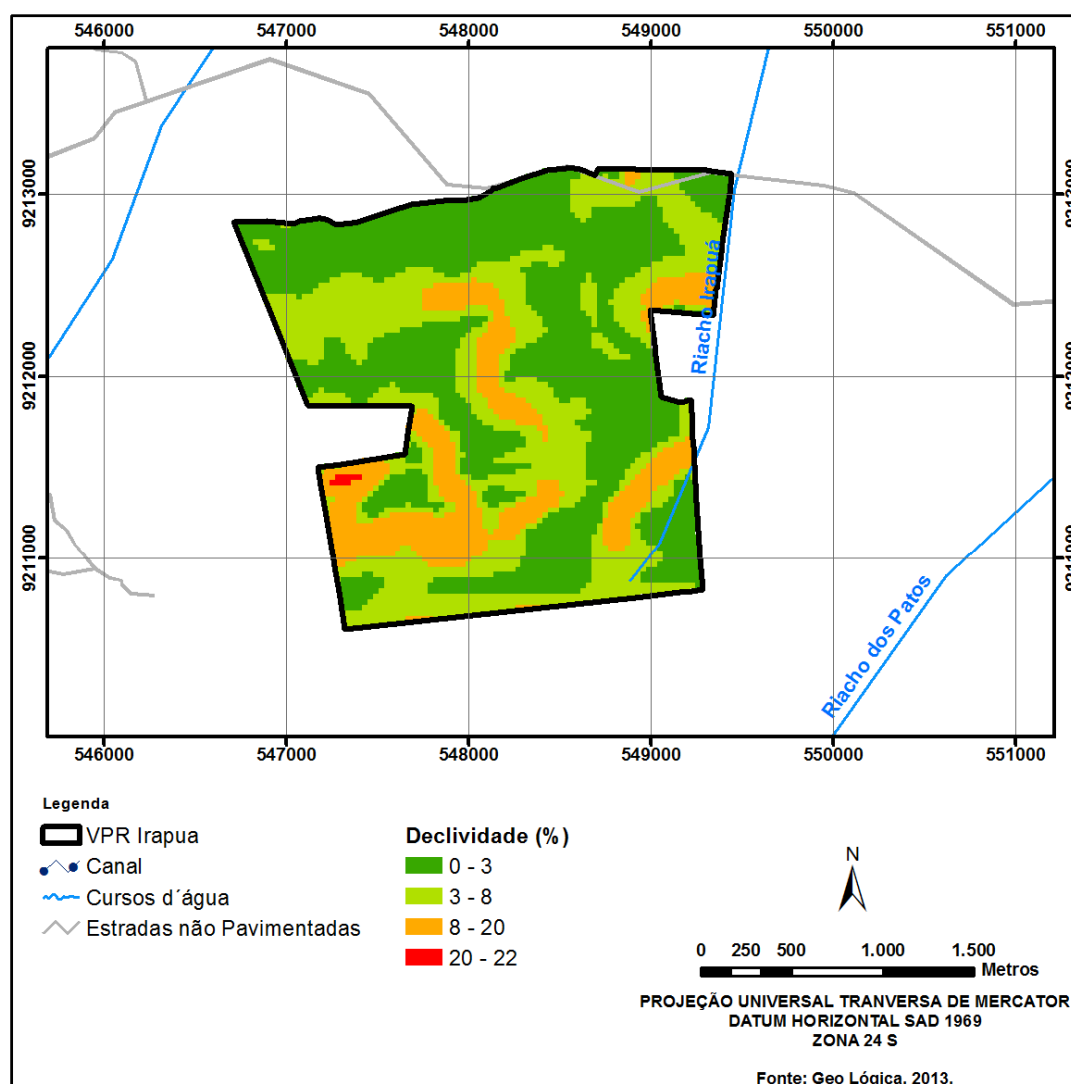 546000 547000 548000 549000 550000 551000
9213000 9213000
Riacho Irapuá
9212000 9212000
9211000 9211000
Riacho dos Patos
546000 547000 548000 549000 550000 551000
Legenda
VPR Irapua
Canal
Cursos d´água
Estradas não Pavimentadas
Declividade (%)
0 - 3
3 - 8
8 - 20
20 - 22
N
0 250 500 1.000 1.500
Metros
PROJEÇÃO UNIVERSAL TRANVERSA DE MERCATOR
DATUM HORIZONTAL SAD 1969
ZONA 24 S
Fonte: Geo Lógica, 2013.